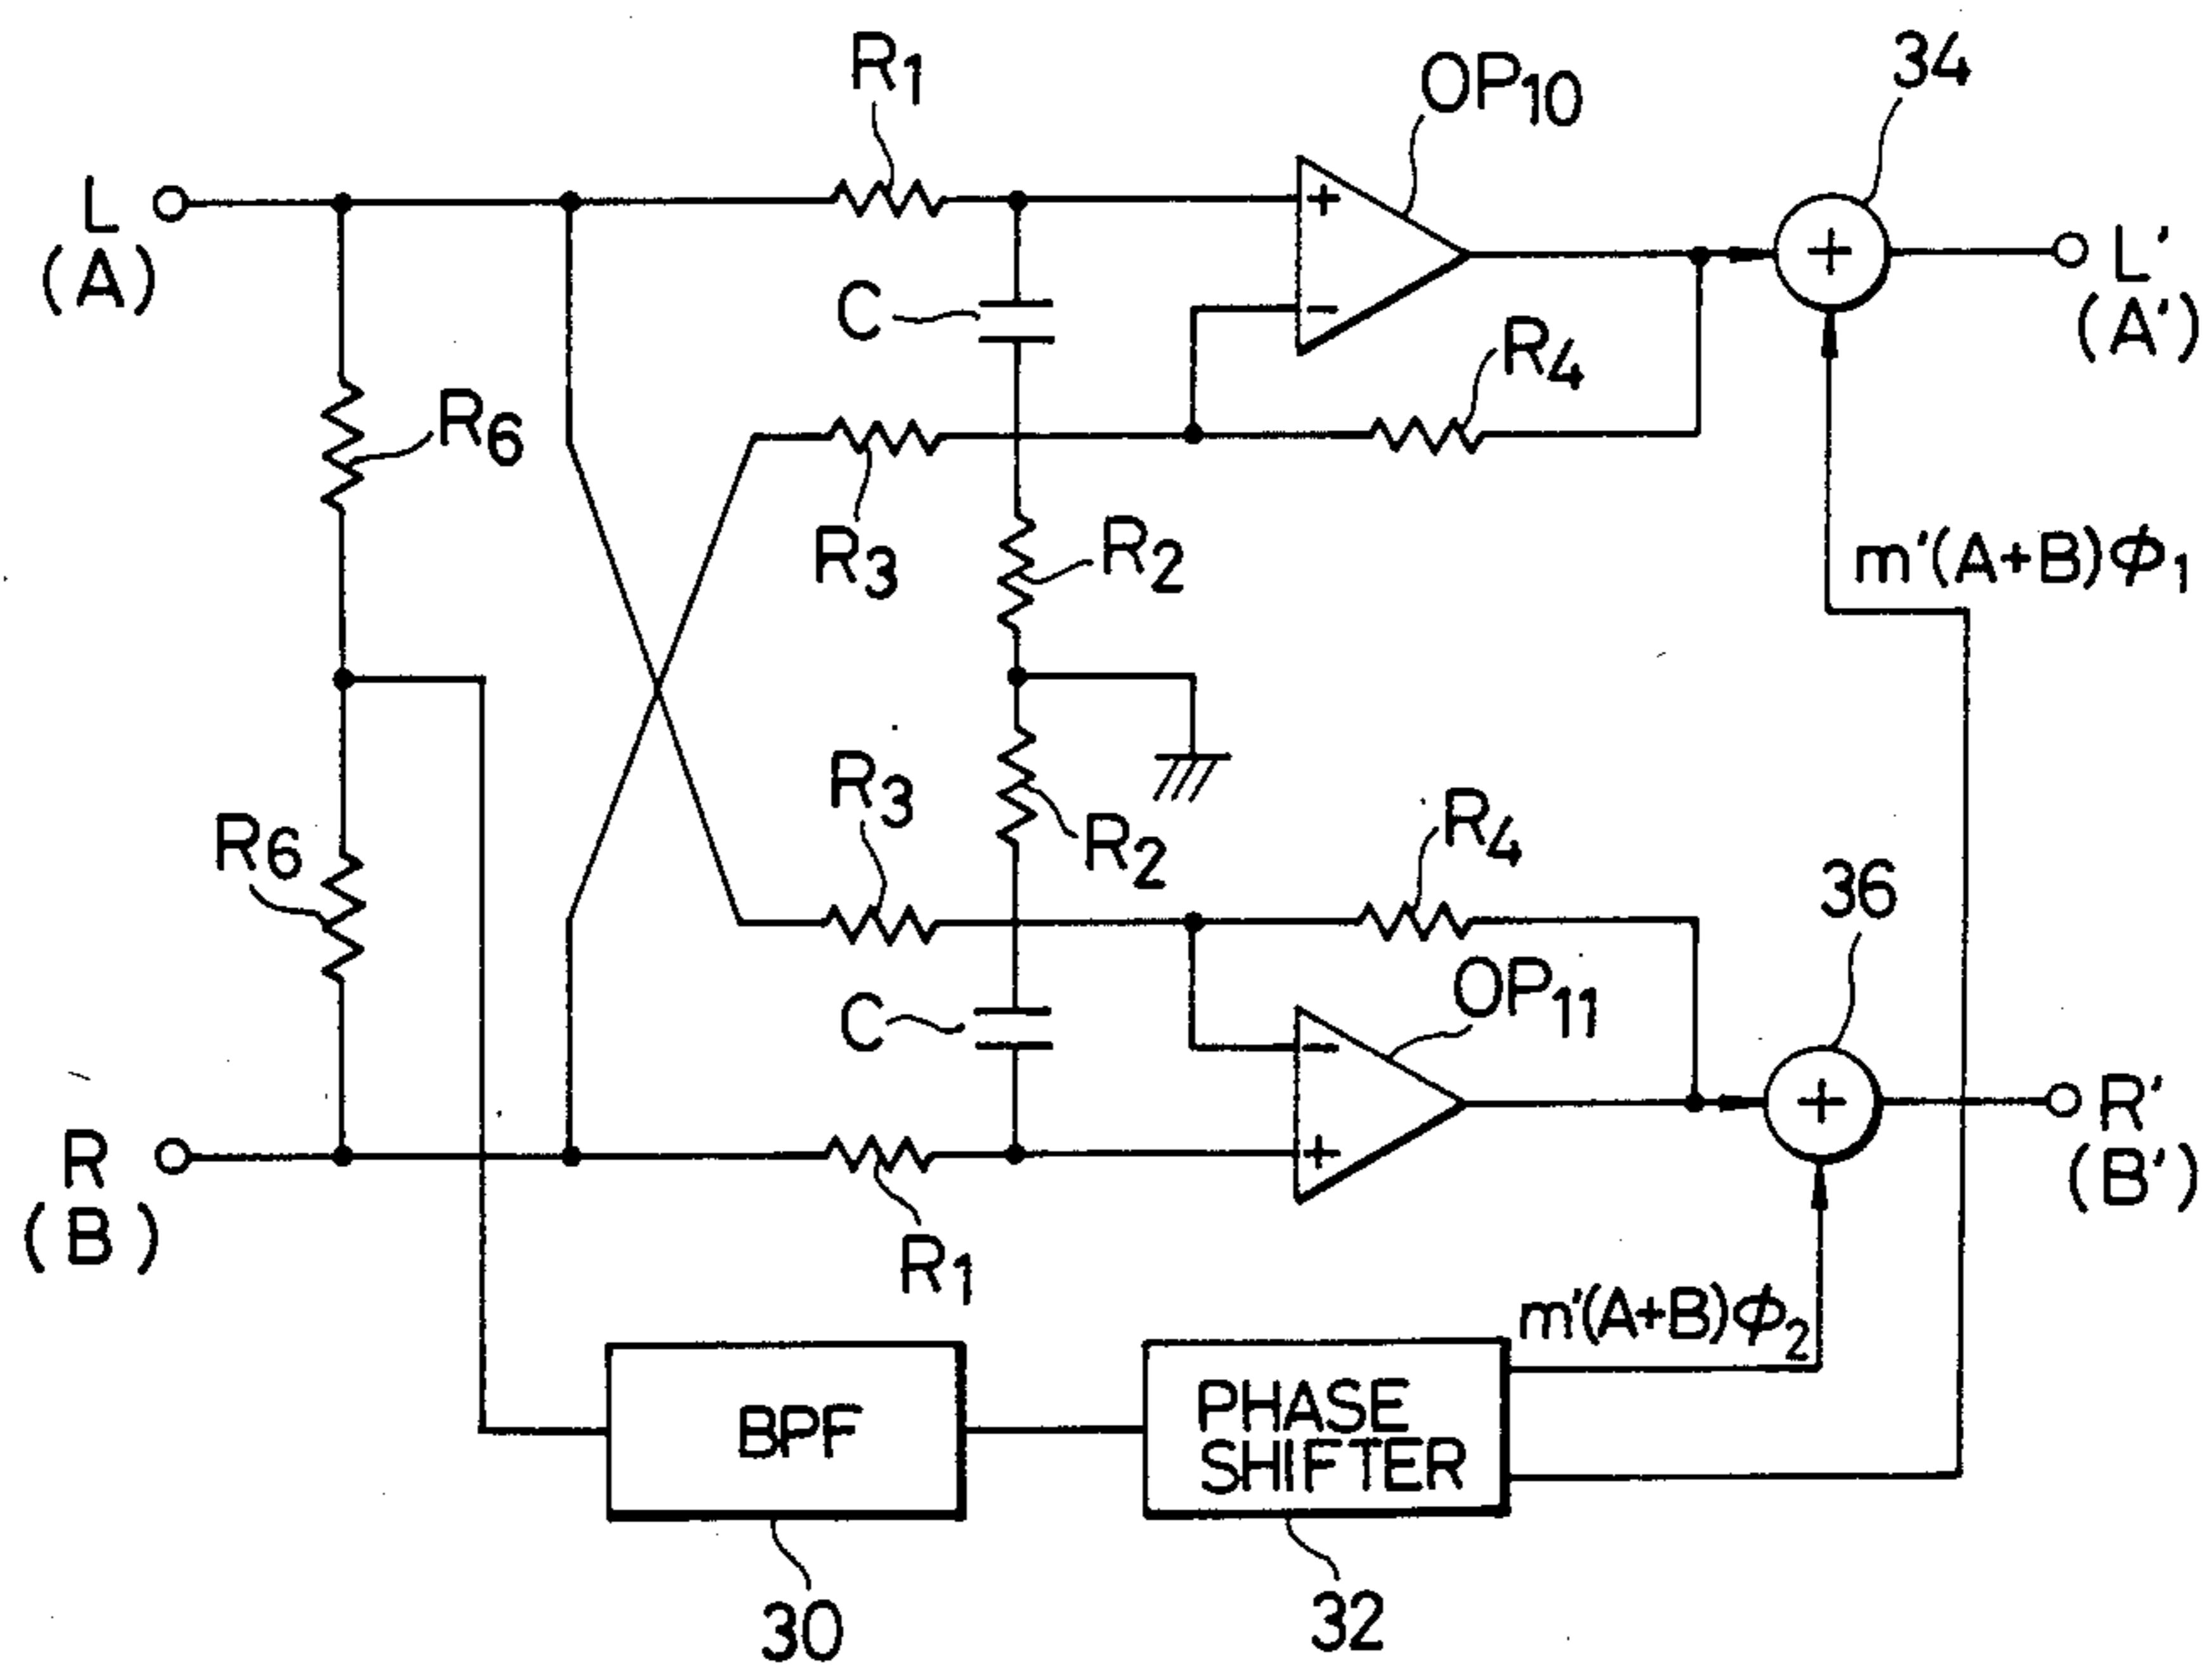 R1
OP10
34
L
(A)
+
+
L'
(A')
C
−
R4
R6
R3
R2
m'(A+B)ϕ1
R3
R4
R6
R2
36
C
OP11
−
+
R'
(B')
R
(B)
+
R1
m'(A+B)ϕ2
BPF
PHASE
SHIFTER
30
32